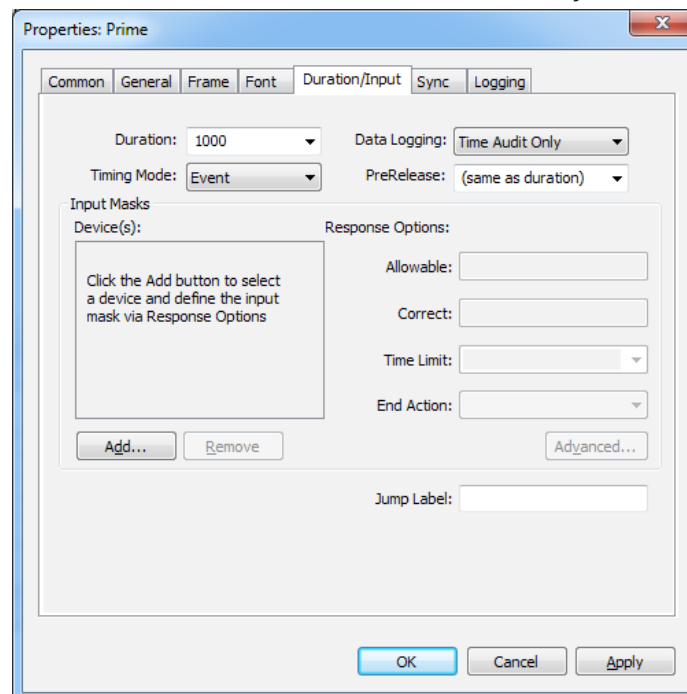 Properties: Prime
Common General Frame Font Duration/Input Sync Logging
Duration: 1000 Data Logging: Time Audit Only
Timing Mode: Event PreRelease: (same as duration)
Input Masks
Device(s): Response Options:
Click the Add button to select
a device and define the input
mask via Response Options
Allowable:
Correct:
Time Limit:
End Action:
Add... Remove Advanced...
Jump Label:
OK Cancel Apply